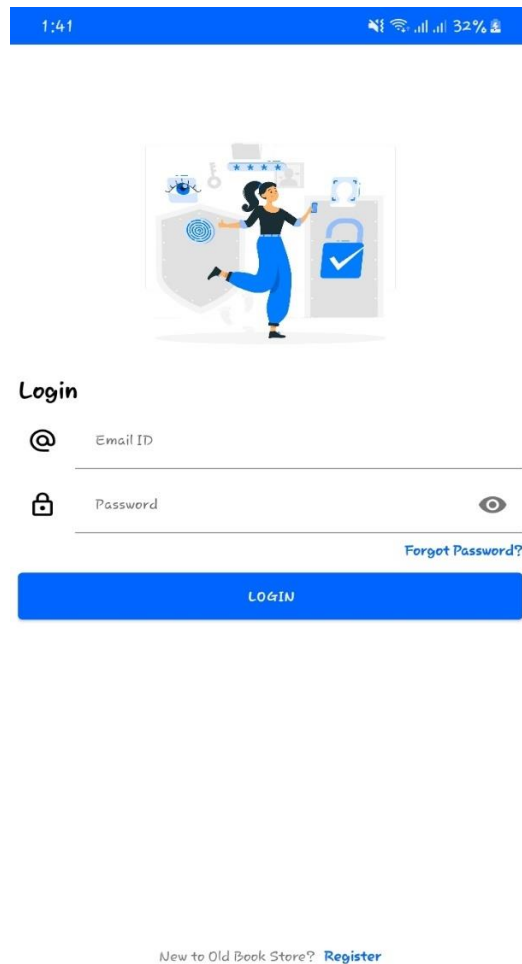 1:41 32%
****
Login
Email ID
Password
Forgot Password?
LOGIN
New to Old Book Store? Register